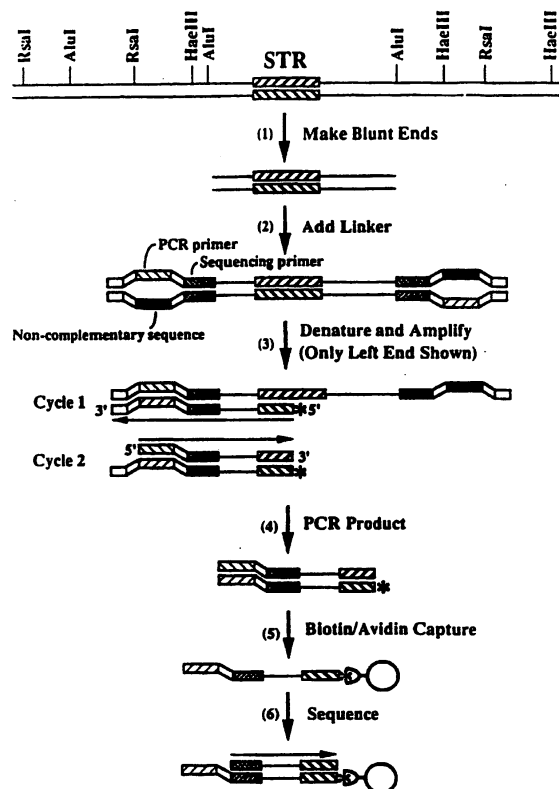 RsaI
AluI
RsaI
HaeIII
AluI
STR
AluI
HaeIII
RsaI
HaeIII
(1) Make Blunt Ends
(2) Add Linker
PCR primer
Sequencing primer
Non-complementary sequence
(3) Denature and Amplify
(Only Left End Shown)
Cycle 1 3' *5'
Cycle 2 5' 3'
*
(4) PCR Product
*
(5) Biotin/Avidin Capture
(6) Sequence